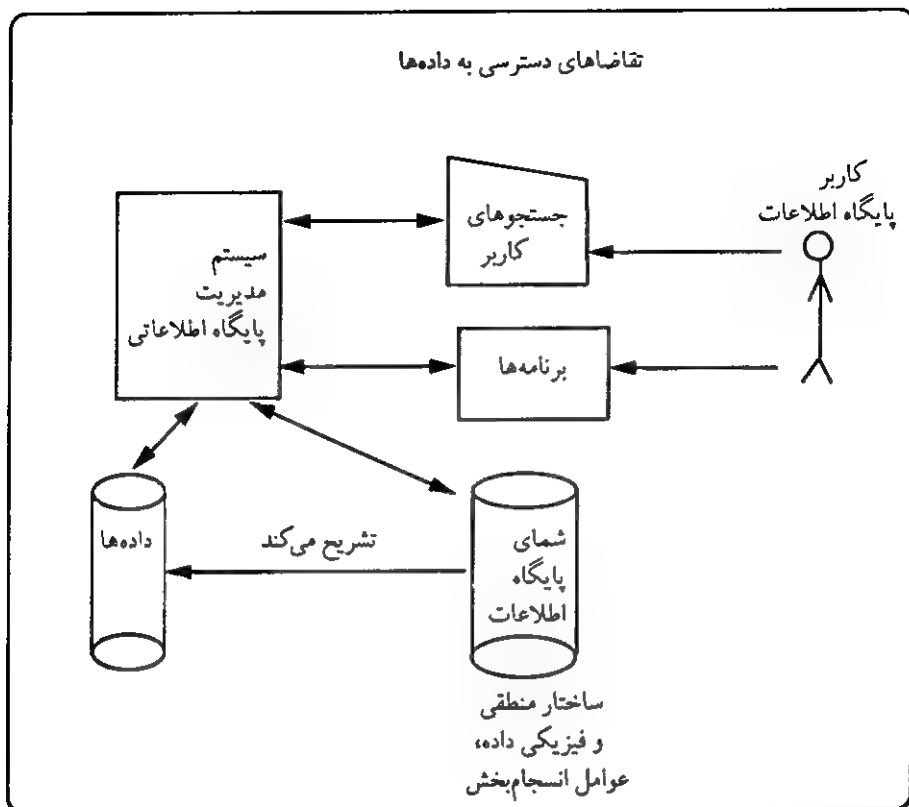 تقاضاهای دسترسی به داده‌ها
کاربر
پایگاه اطلاعات
جستجوهای
کاربر
سیستم
مدیریت
پایگاه اطلاعاتی
برنامه‌ها
داده‌ها
تشریح می‌کند
شمای
پایگاه
اطلاعات
ساختار منطقی
و فیزیکی داده،
عوامل انسجام‌بخش